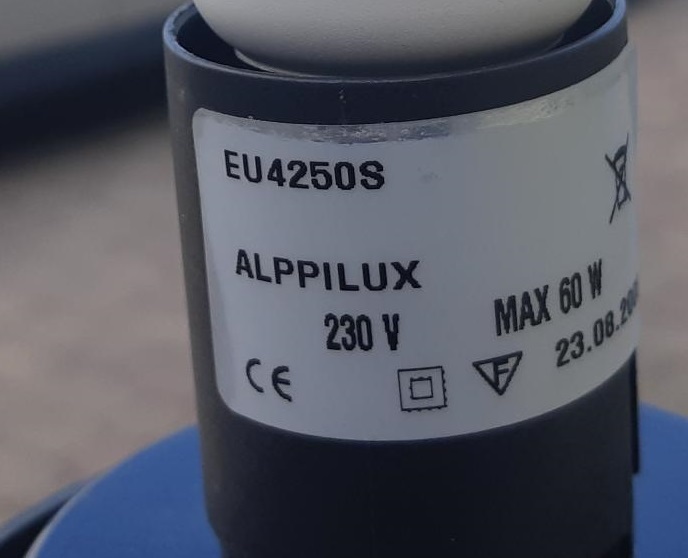 EU4250S
ALPPILUX
230 V
MAX 60 W
CE
F